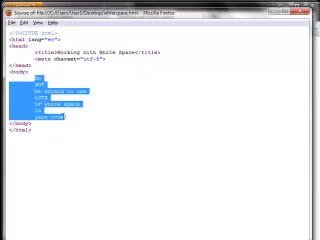 Source of: file:///C:/Users/User1/Desktop/whitespace.html - Mozilla Firefox
File Edit View Help
<!DOCTYPE html>
<html lang="en">
<head>
<title>Working with White Space</title>
<meta charset="utf-8">
</head>
<body>
Do
NOT
be afraid to use
LOTS
of white space
in
your code!
</body>
</html>